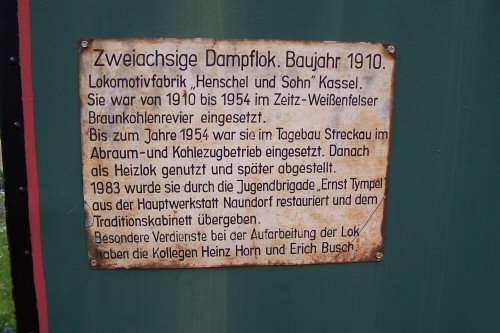 Zweiachsige Dampflok. Baujahr 1910.
Lokomotivfabrik „Henschel und Sohn" Kassel.
Sie war von 1910 bis 1954 im Zeitz-Weißenfelser
Braunkohlenrevier eingesetzt.
Bis zum Jahre 1954 war sie im Tagebau Streckau im
Abraum-und Kohlezugbetrieb eingesetzt. Danach
als Heizlok genutzt und später abgestellt.
1983 wurde sie durch die Jugendbrigade „Ernst Tympel"
aus der Hauptwerkstatt Naundorf restauriert und dem
Traditionskabinett übergeben.
Besondere Verdienste bei der Aufarbeitung der Lok
haben die Kollegen Heinz Horn und Erich Busch.